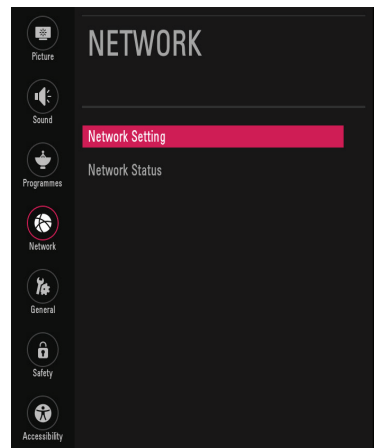 NETWORK
Picture
Sound
Programmes
Network
General
Safety
Accessibility
Network Setting
Network Status